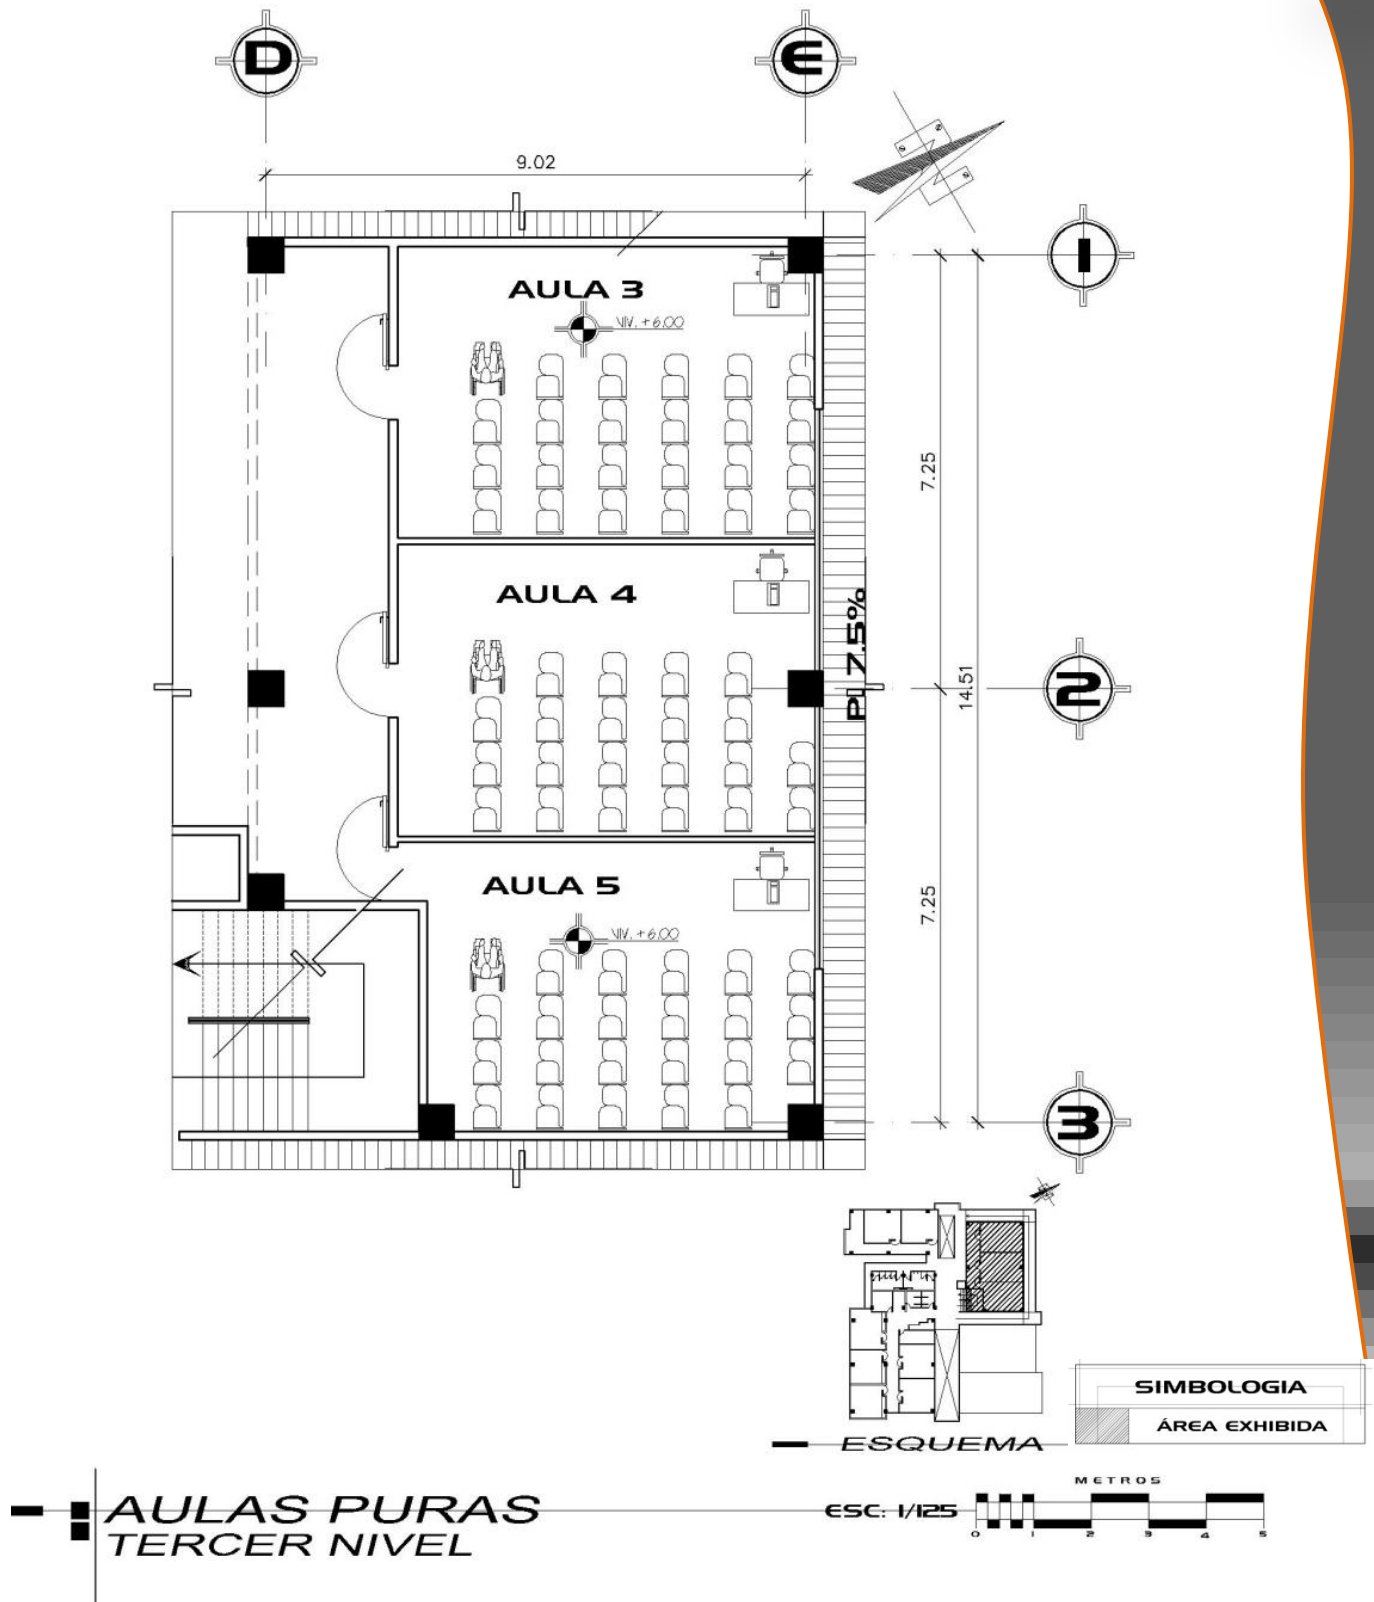 D
E
9.02
1
AULA 3
NIV. +6.00
7.25
AULA 4
PI 7.5%
14.51
2
AULA 5
7.25
NIV. +6.00
3
SIMBOLOGIA
ÁREA EXHIBIDA
ESQUEMA
METROS
AULAS PURAS
ESC: 1/125
0 1 2 3 4 5
TERCER NIVEL